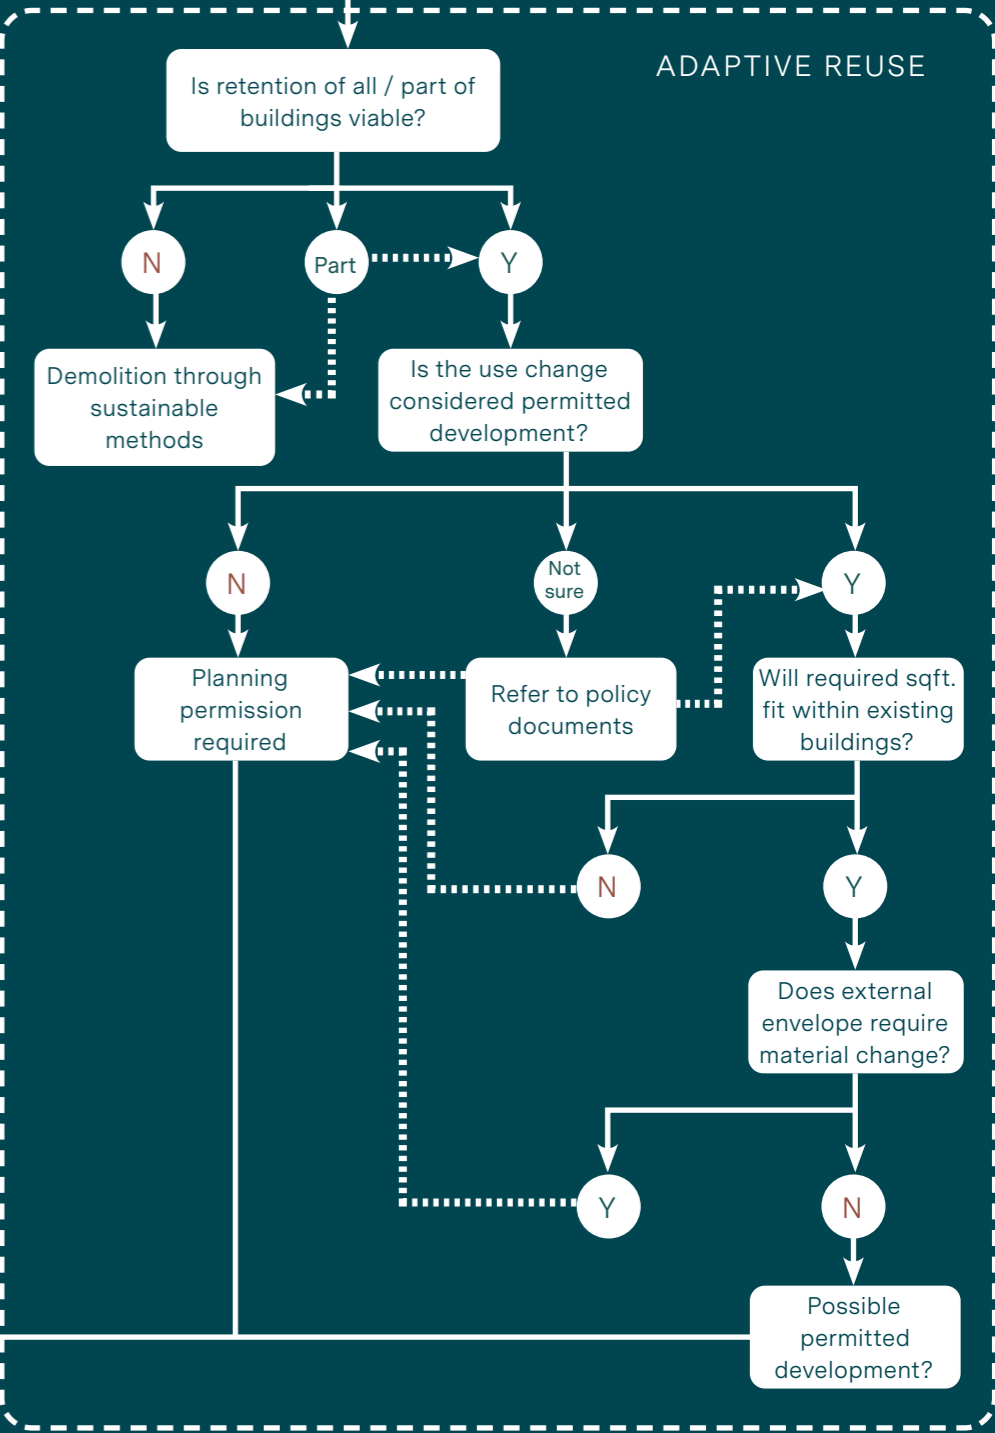 ADAPTIVE REUSE
Is retention of all / part of
buildings viable?
N
Part
Y
Demolition through
sustainable
methods
Is the use change
considered permitted
development?
N
Not
sure
Y
Planning
permission
required
Refer to policy
documents
Will required sqft.
fit within existing
buildings?
N
Y
Does external
envelope require
material change?
Y
N
Possible
permitted
development?